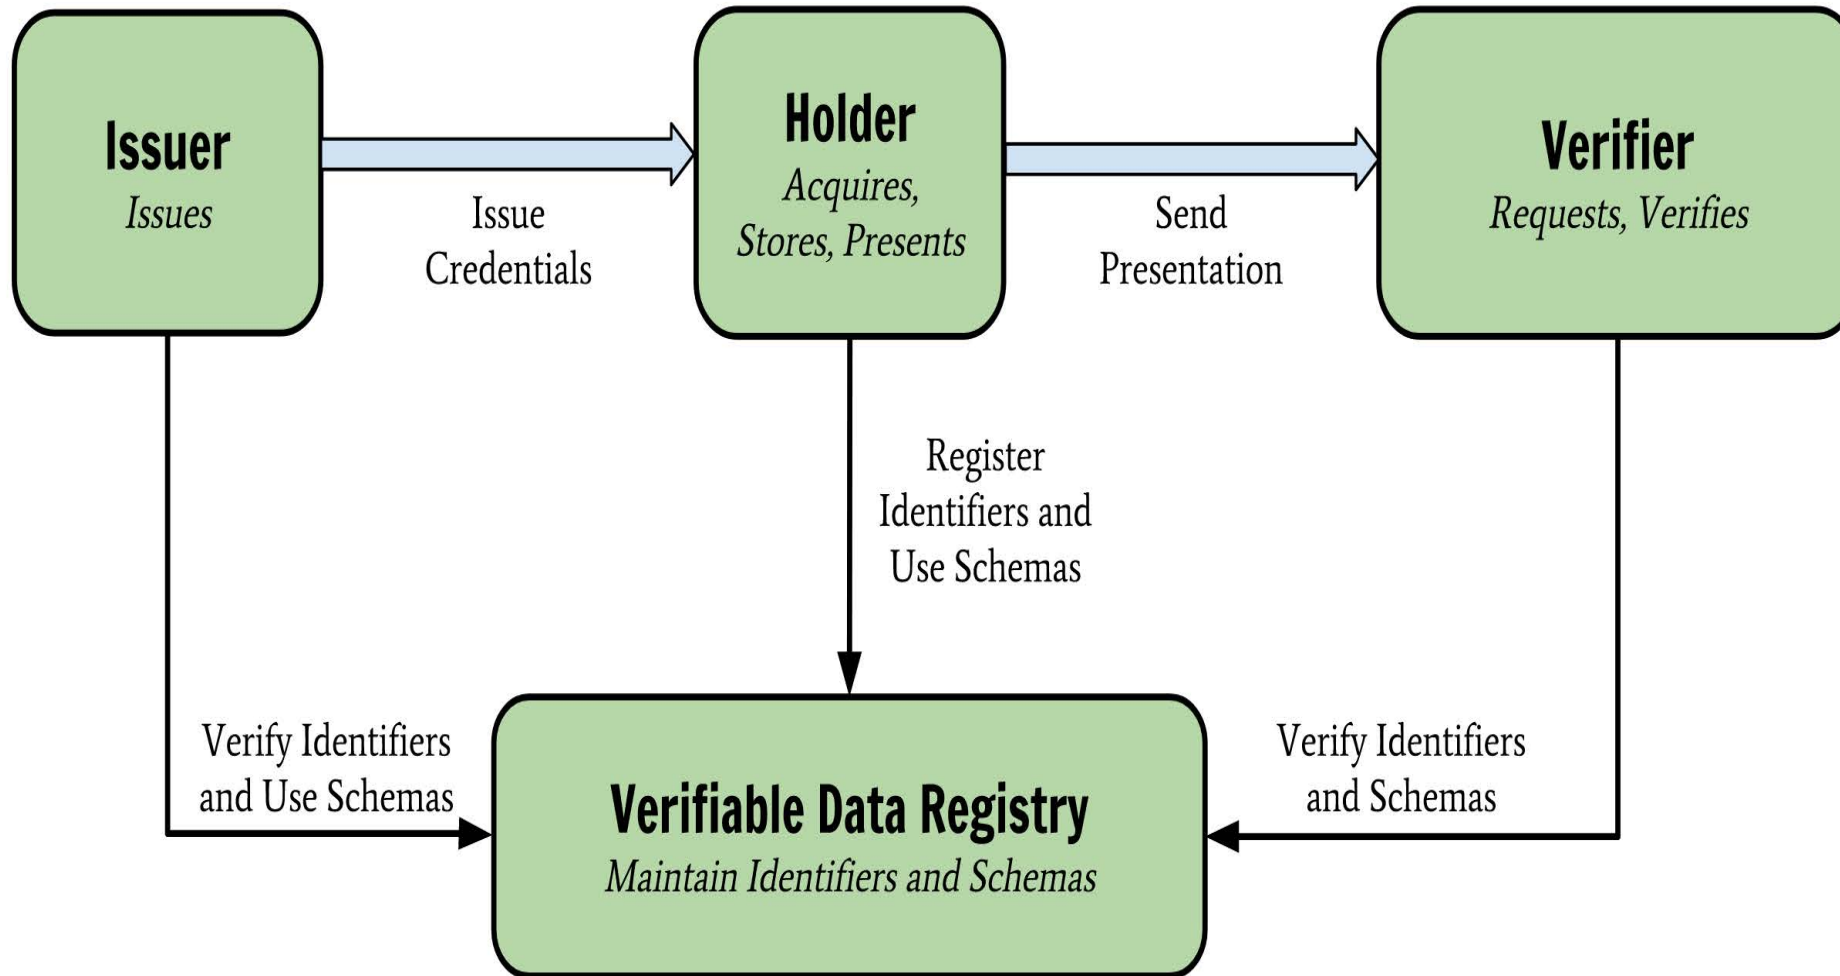 Issuer
Issues
Issue
Credentials
Holder
Acquires,
Stores, Presents
Send
Presentation
Verifier
Requests, Verifies
Register
Identifiers and
Use Schemas
Verify Identifiers
and Use Schemas
Verifiable Data Registry
Maintain Identifiers and Schemas
Verify Identifiers
and Schemas